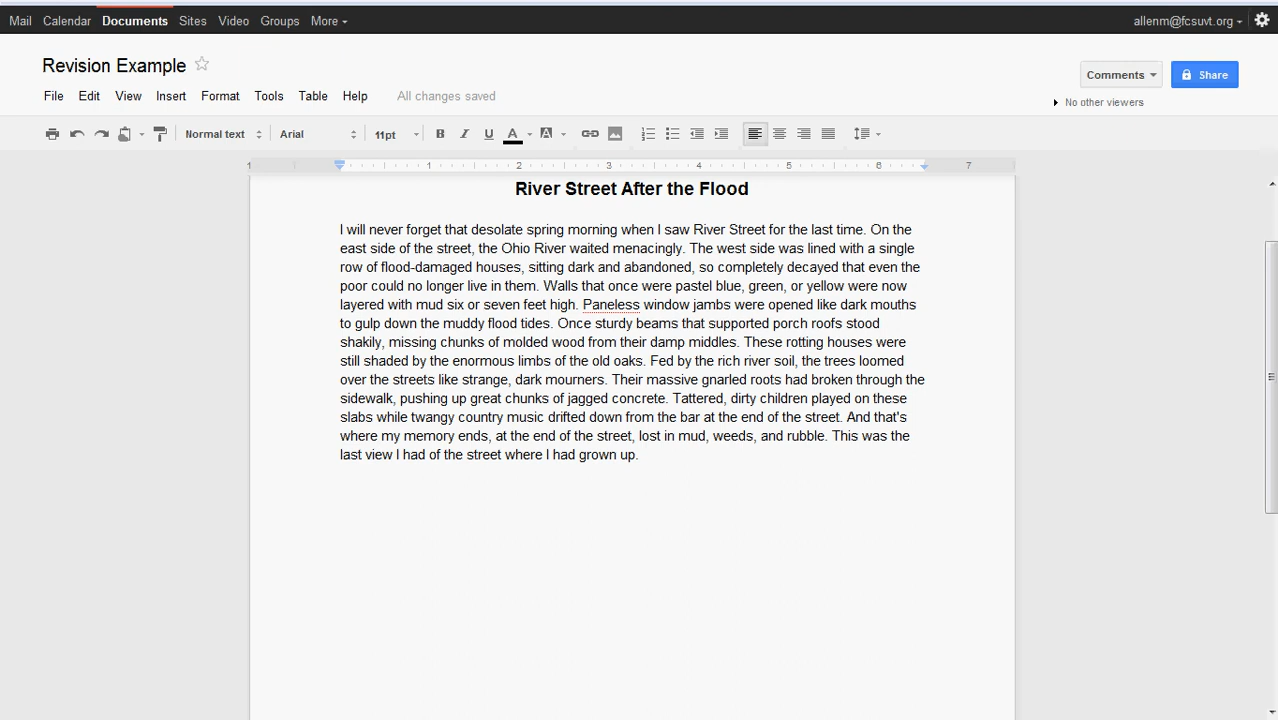 Mail Calendar Documents Sites Video Groups More allenm@fcsuvt.org
Revision Example
Comments Share
File Edit View Insert Format Tools Table Help All changes saved
No other viewers
Normal text Arial 11pt B I U A A
1 1 2 3 4 5 6 7
River Street After the Flood
I will never forget that desolate spring morning when I saw River Street for the last time. On the
east side of the street, the Ohio River waited menacingly. The west side was lined with a single
row of flood-damaged houses, sitting dark and abandoned, so completely decayed that even the
poor could no longer live in them. Walls that once were pastel blue, green, or yellow were now
layered with mud six or seven feet high. Paneless window jambs were opened like dark mouths
to gulp down the muddy flood tides. Once sturdy beams that supported porch roofs stood
shakily, missing chunks of molded wood from their damp middles. These rotting houses were
still shaded by the enormous limbs of the old oaks. Fed by the rich river soil, the trees loomed
over the streets like strange, dark mourners. Their massive gnarled roots had broken through the
sidewalk, pushing up great chunks of jagged concrete. Tattered, dirty children played on these
slabs while twangy country music drifted down from the bar at the end of the street. And that's
where my memory ends, at the end of the street, lost in mud, weeds, and rubble. This was the
last view I had of the street where I had grown up.